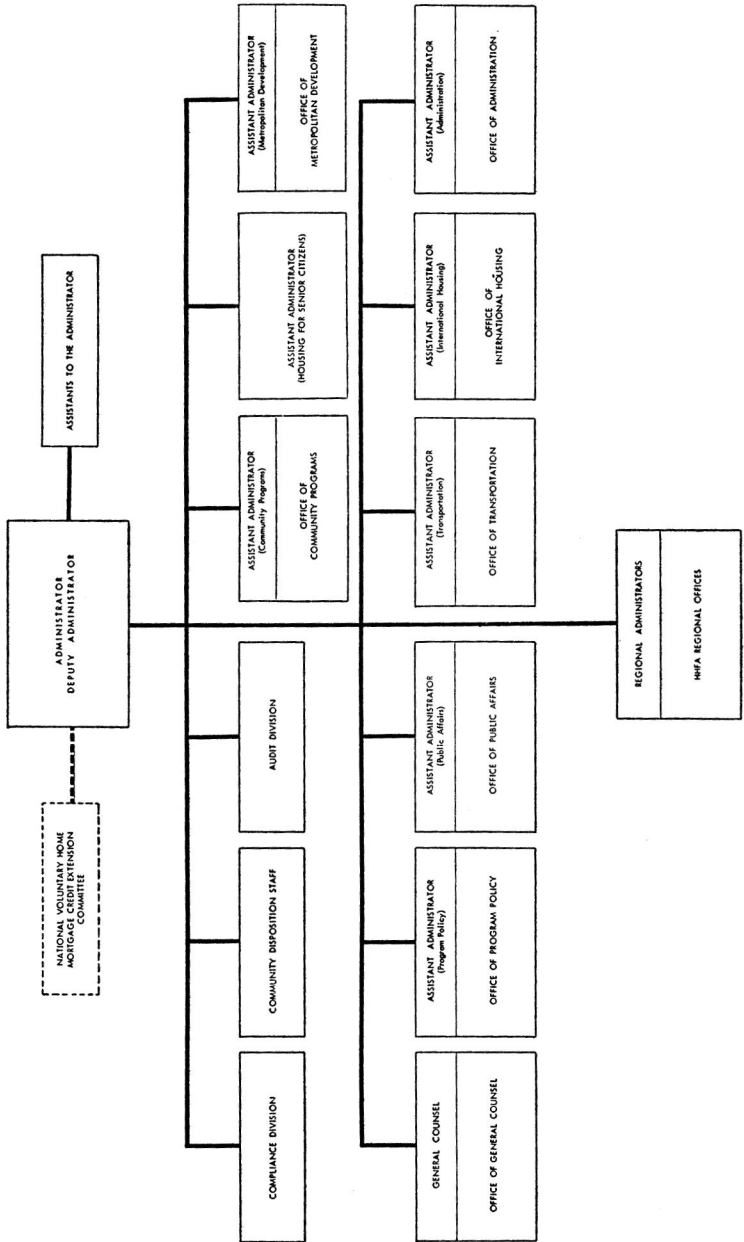 ADMINISTRATOR
DEPUTY ADMINISTRATOR
NATIONAL VOLUNTARY HOME
MORTGAGE CREDIT EXTENSION
COMMITTEE
ASSISTANTS TO THE ADMINISTRATOR
COMPLIANCE DIVISION
COMMUNITY DISPOSITION STAFF
AUDIT DIVISION
ASSISTANT ADMINISTRATOR
(Community Programs)
OFFICE OF
COMMUNITY PROGRAMS
ASSISTANT ADMINISTRATOR
(HOUSING FOR SENIOR CITIZENS)
ASSISTANT ADMINISTRATOR
(Metropolitan Development)
OFFICE OF
METROPOLITAN DEVELOPMENT
GENERAL COUNSEL
OFFICE OF GENERAL COUNSEL
ASSISTANT ADMINISTRATOR
(Program Policy)
OFFICE OF PROGRAM POLICY
ASSISTANT ADMINISTRATOR
(Public Affairs)
OFFICE OF PUBLIC AFFAIRS
ASSISTANT ADMINISTRATOR
(Transportation)
OFFICE OF TRANSPORTATION
ASSISTANT ADMINISTRATOR
(International Housing)
OFFICE OF
INTERNATIONAL HOUSING
ASSISTANT ADMINISTRATOR
(Administration)
OFFICE OF ADMINISTRATION
REGIONAL ADMINISTRATORS
HHFA REGIONAL OFFICES